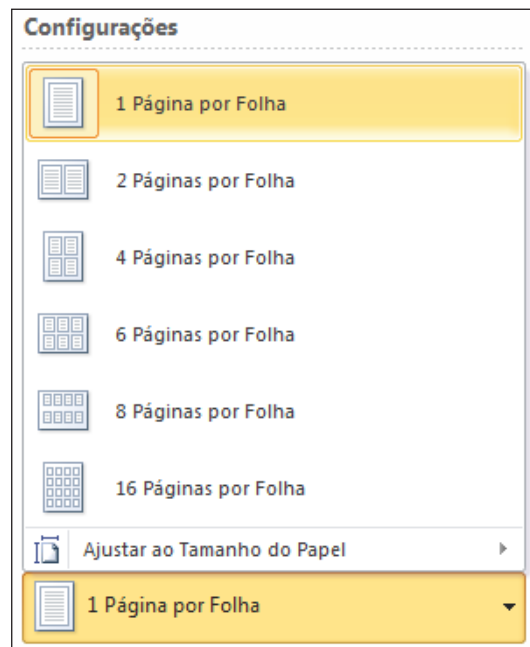 Configurações
1 Página por Folha
2 Páginas por Folha
4 Páginas por Folha
6 Páginas por Folha
8 Páginas por Folha
16 Páginas por Folha
Ajustar ao Tamanho do Papel
1 Página por Folha